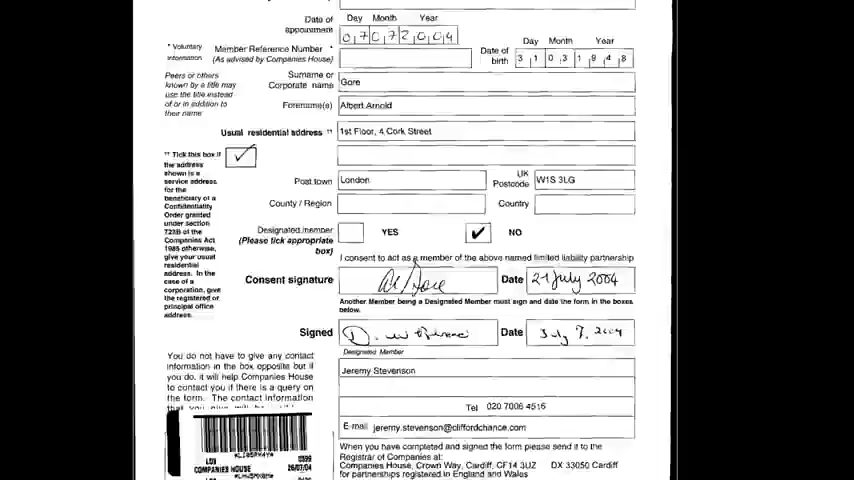 Day Month Year
Date of appointment 0 7 0 7 2 0 0 4
* Voluntary information
Member Reference Number *
(As advised by Companies House)
Day Month Year
Date of birth 3 1 0 3 1 9 4 8
Peers or others known by a title may use the title instead of or in addition to their name
Surname or Corporate name Gore
Forename(s) Albert Arnold
Usual residential address †† 1st Floor, 4 Cork Street
†† Tick this box if the address shown is a service address for the beneficiary of a Confidentiality Order granted under section 723B of the Companies Act 1985 otherwise, give your usual residential address. In the case of a corporation, give the registered or principal office address.
Post town London
UK Postcode W1S 3LG
County / Region
Country
Designated member
(Please tick appropriate box)
YES ✔ NO
I consent to act as a member of the above named limited liability partnership
Consent signature
Date 21 July 2004
Another Member being a Designated Member must sign and date the form in the boxes below.
Signed
Date July 7, 2004
Designated Member
You do not have to give any contact
information in the box opposite but if
you do, it will help Companies House
to contact you if there is a query on
the form. The contact information
Jeremy Stevenson
Tel 020 7006 4516
E-mail jeremy.stevenson@cliffordchance.com
LD3
COMPANIES HOUSE
0599
26/07/04
When you have completed and signed the form please send it to the
Registrar of Companies at:
Companies House, Crown Way, Cardiff, CF14 3UZ DX 33050 Cardiff
for partnerships registered in England and Wales